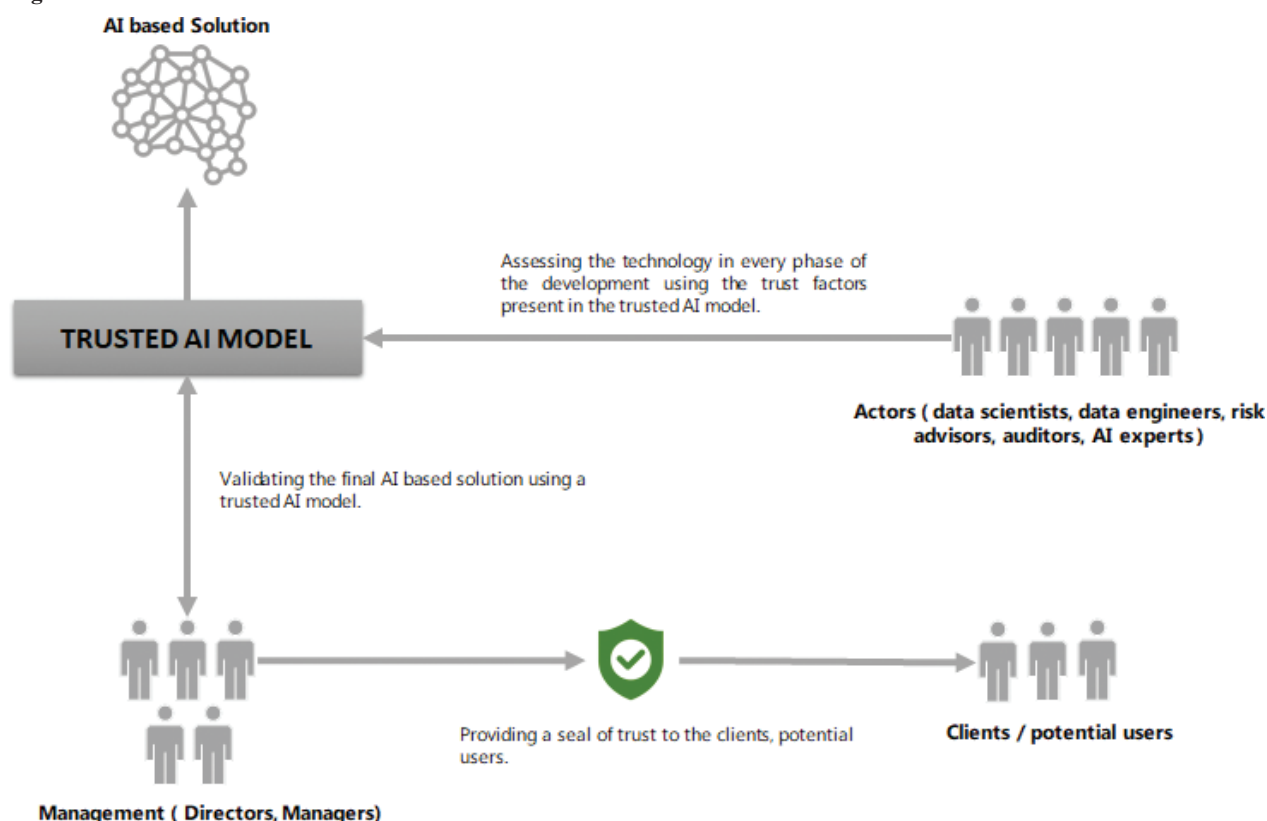 AI based Solution
Assessing the technology in every phase of
the development using the trust factors
present in the trusted AI model.
TRUSTED AI MODEL
Actors ( data scientists, data engineers, risk
advisors, auditors, AI experts )
Validating the final AI based solution using a
trusted AI model.
Providing a seal of trust to the clients, potential
users.
Clients / potential users
Management ( Directors, Managers)